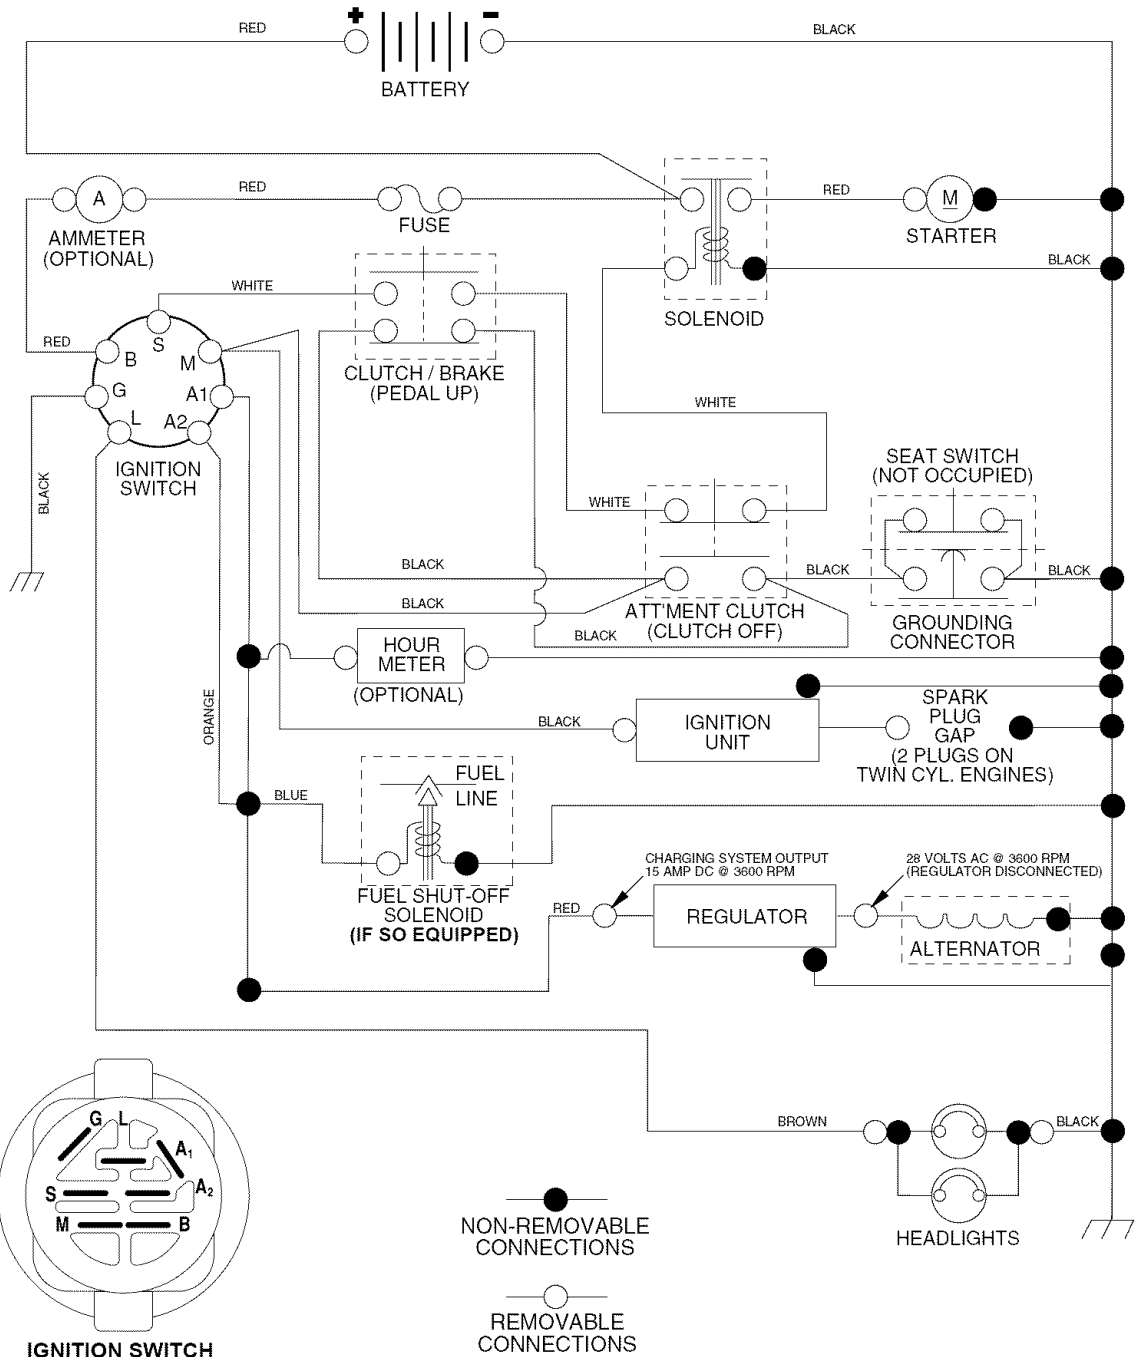 + -
RED
BLACK
BATTERY
A
RED
RED
M
FUSE
STARTER
AMMETER
(OPTIONAL)
BLACK
WHITE
SOLENOID
RED
B
S
M
CLUTCH / BRAKE
(PEDAL UP)
G
A1
L
A2
WHITE
IGNITION
SWITCH
BLACK
SEAT SWITCH
(NOT OCCUPIED)
WHITE
BLACK
BLACK
BLACK
BLACK
ATT'MENT CLUTCH
(CLUTCH OFF)
GROUNDING
CONNECTOR
BLACK
HOUR
METER
(OPTIONAL)
ORANGE
BLACK
IGNITION
UNIT
SPARK
PLUG
GAP
(2 PLUGS ON
TWIN CYL. ENGINES)
FUEL
LINE
BLUE
FUEL SHUT-OFF
SOLENOID
(IF SO EQUIPPED)
CHARGING SYSTEM OUTPUT
15 AMP DC @ 3600 RPM
28 VOLTS AC @ 3600 RPM
(REGULATOR DISCONNECTED)
RED
REGULATOR
ALTERNATOR
BROWN
BLACK
HEADLIGHTS
G L
A1
S
A2
M
B
IGNITION SWITCH
NON-REMOVABLE
CONNECTIONS
REMOVABLE
CONNECTIONS